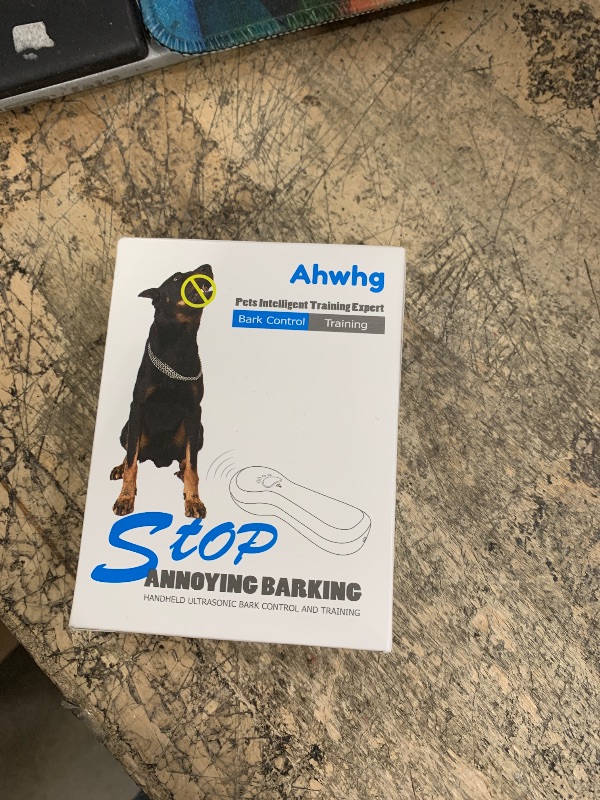 Ahwhg
Pets Intelligent Training Expert
Bark Control Training
Stop
ANNOYING BARKING
HANDHELD ULTRASONIC BARK CONTROL AND TRAINING